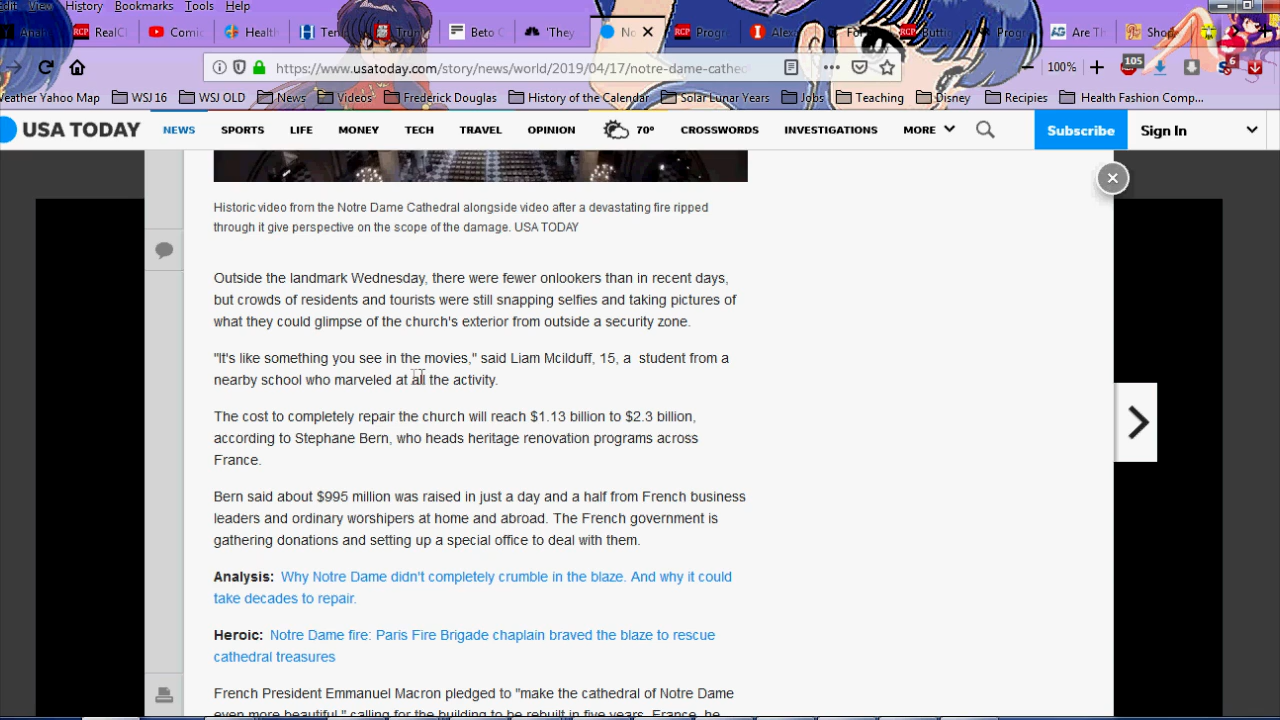 View History Bookmarks Tools Help
RealCl Comic Health Ten Trum Beto 'They No Progr Alex For Buttig Progr Are Th Shop
https://www.usatoday.com/story/news/world/2019/04/17/notre-dame-cathe 100% 105 6
Weather Yahoo Map WSJ 16 WSJ OLD News Videos Frederick Douglas History of the Calendar Solar Lunar Years Jobs Teaching Disney Recipies Health Fashion Comp...
USA TODAY NEWS SPORTS LIFE MONEY TECH TRAVEL OPINION 70° CROSSWORDS INVESTIGATIONS MORE Subscribe Sign In
Historic video from the Notre Dame Cathedral alongside video after a devastating fire ripped
through it give perspective on the scope of the damage. USA TODAY
Outside the landmark Wednesday, there were fewer onlookers than in recent days,
but crowds of residents and tourists were still snapping selfies and taking pictures of
what they could glimpse of the church's exterior from outside a security zone.
"It's like something you see in the movies," said Liam Mcilduff, 15, a student from a
nearby school who marveled at all the activity.
The cost to completely repair the church will reach $1.13 billion to $2.3 billion,
according to Stephane Bern, who heads heritage renovation programs across
France.
Bern said about $995 million was raised in just a day and a half from French business
leaders and ordinary worshipers at home and abroad. The French government is
gathering donations and setting up a special office to deal with them.
Analysis: Why Notre Dame didn't completely crumble in the blaze. And why it could
take decades to repair.
Heroic: Notre Dame fire: Paris Fire Brigade chaplain braved the blaze to rescue
cathedral treasures
French President Emmanuel Macron pledged to "make the cathedral of Notre Dame
even more beautiful," calling for the building to be rebuilt in five years. France, he